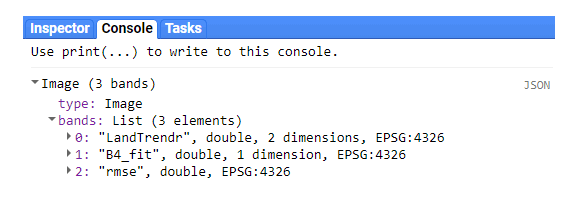 Inspector Console Tasks
Use print(...) to write to this console.
Image (3 bands) JSON
type: Image
bands: List (3 elements)
0: "LandTrendr", double, 2 dimensions, EPSG:4326
1: "B4_fit", double, 1 dimension, EPSG:4326
2: "rmse", double, EPSG:4326